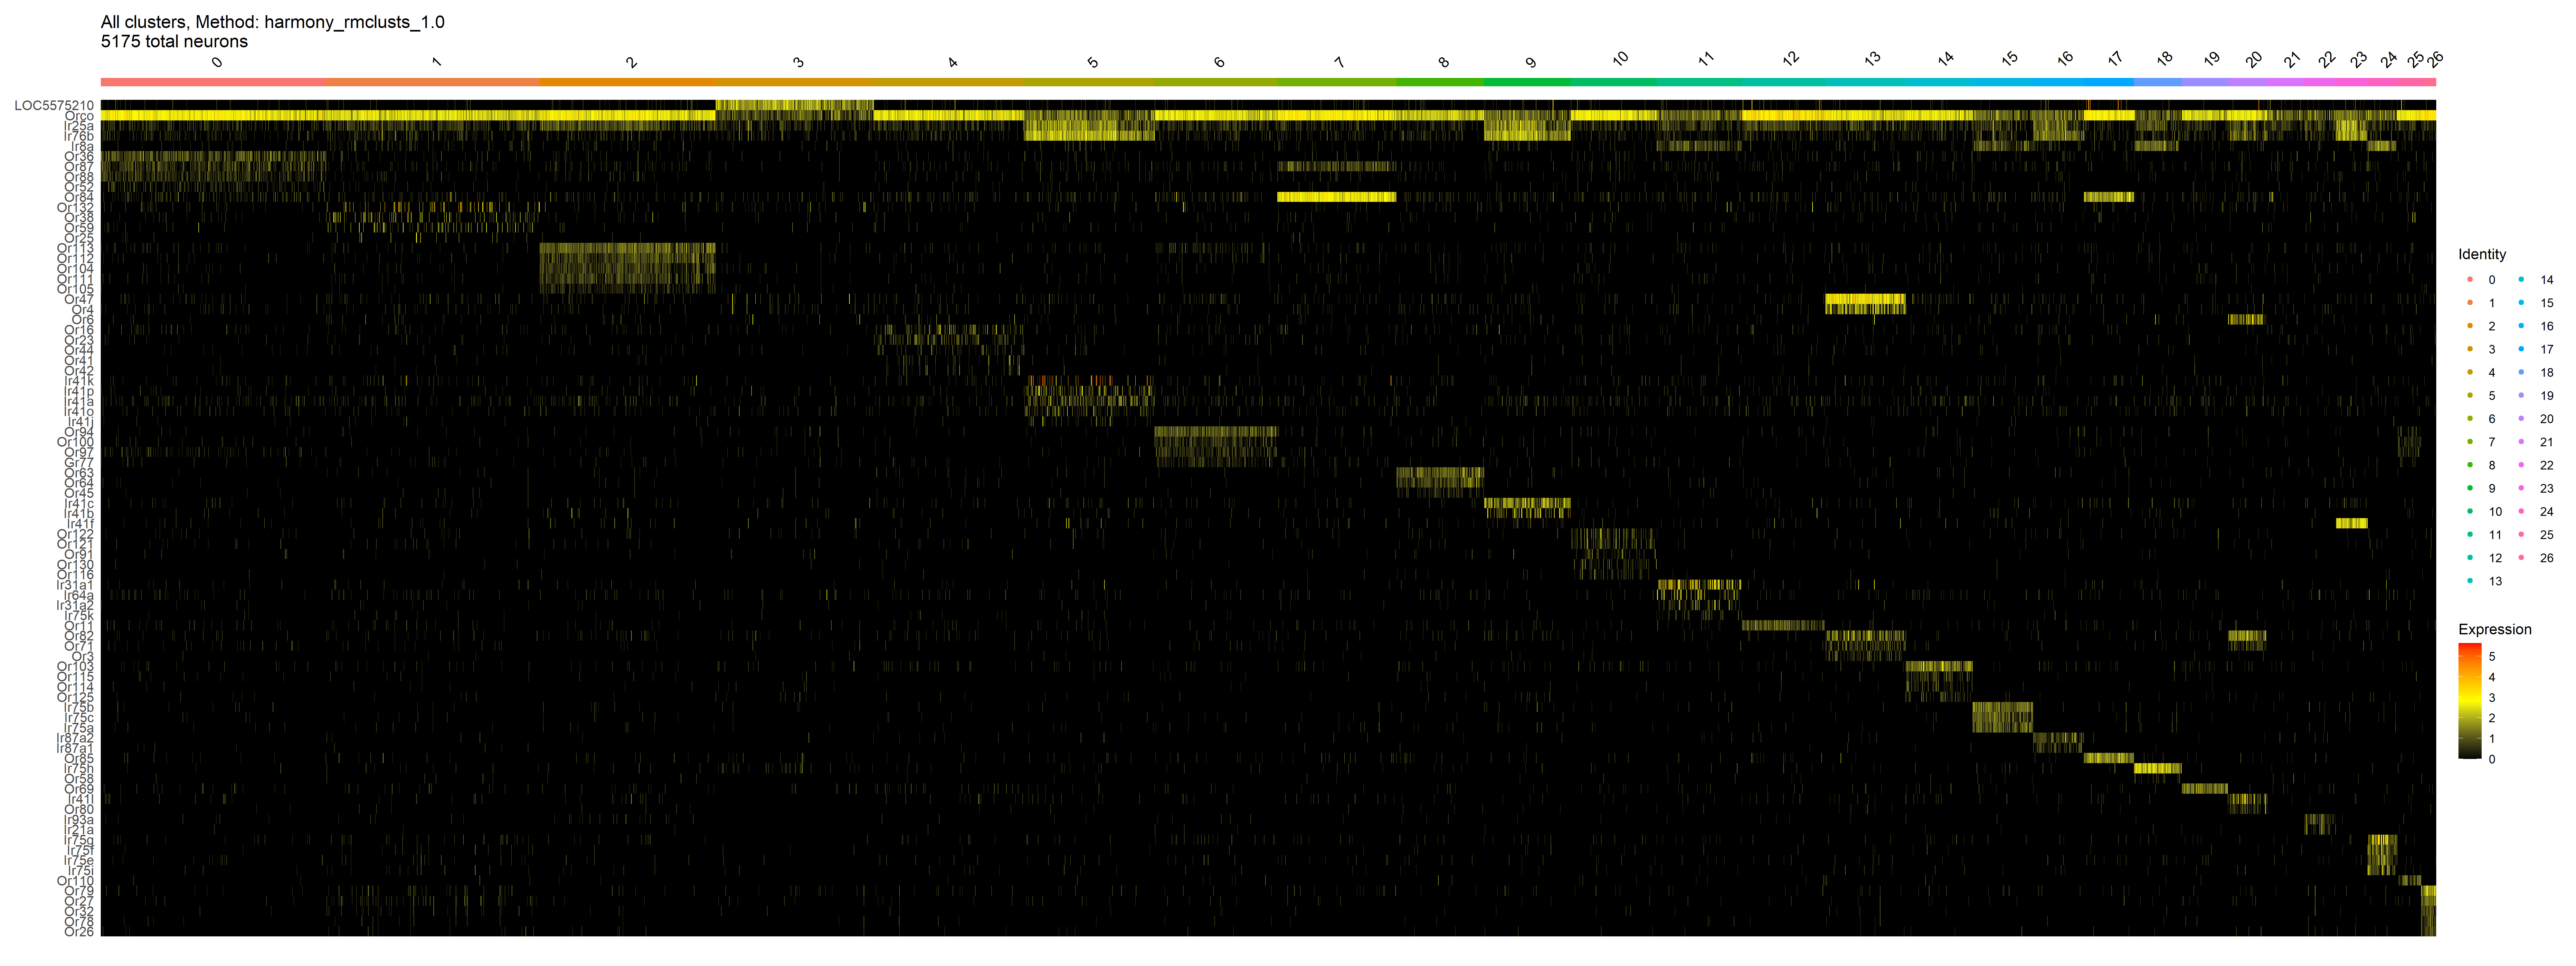 All clusters, Method: harmony_rmclusts_1.0
5175 total neurons
0 1 2 3 4 5 6 7 8 9 10 11 12 13 14 15 16 17 18 19 20 21 22 23 24 25 26
LOC5575210
Orco
Ir25a
Ir76b
Ir8a
Or36
Or87
Or88
Or52
Or84
Or132
Or38
Or59
Or25
Or113
Or112
Or104
Or111
Or105
Or47
Or4
Or6
Or16
Or23
Or44
Or41
Or42
Ir41k
Ir41p
Ir41a
Ir41o
Ir41j
Or94
Or100
Or97
Gr77
Or63
Or64
Or45
Ir41c
Ir41b
Ir41f
Or122
Or121
Or91
Or130
Or116
Ir31a1
Ir64a
Ir31a2
Ir75k
Or11
Or82
Or71
Or3
Or103
Or115
Or114
Or125
Ir75b
Ir75c
Ir75a
Ir87a2
Ir87a1
Or85
Ir75h
Or58
Or69
Ir41l
Or80
Ir93a
Ir21a
Ir75g
Ir75f
Ir75e
Ir75i
Or110
Or79
Or27
Or32
Or78
Or26
Identity
0 14
1 15
2 16
3 17
4 18
5 19
6 20
7 21
8 22
9 23
10 24
11 25
12 26
13
Expression
5
4
3
2
1
0